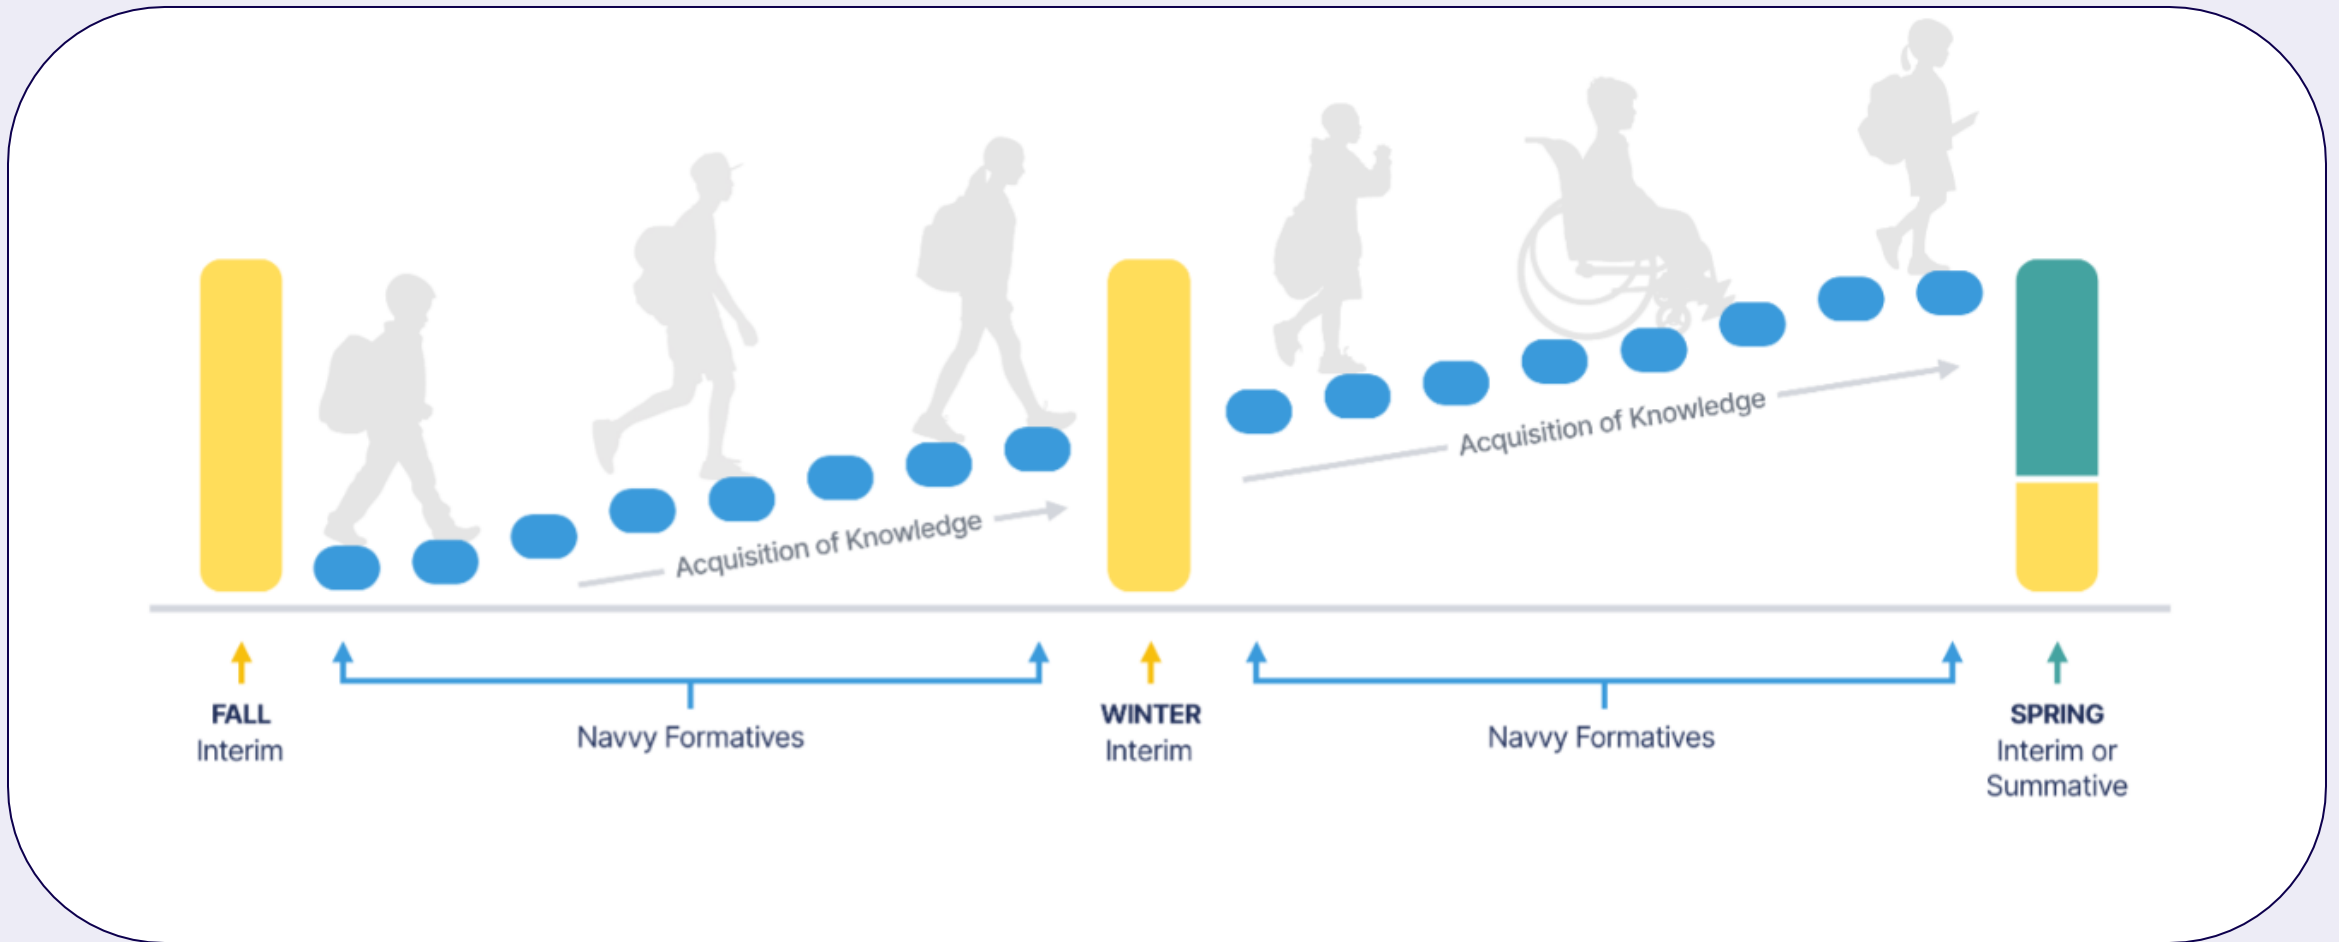 Acquisition of Knowledge
Acquisition of Knowledge
FALL
Interim
Navvy Formatives
WINTER
Interim
Navvy Formatives
SPRING
Interim or
Summative